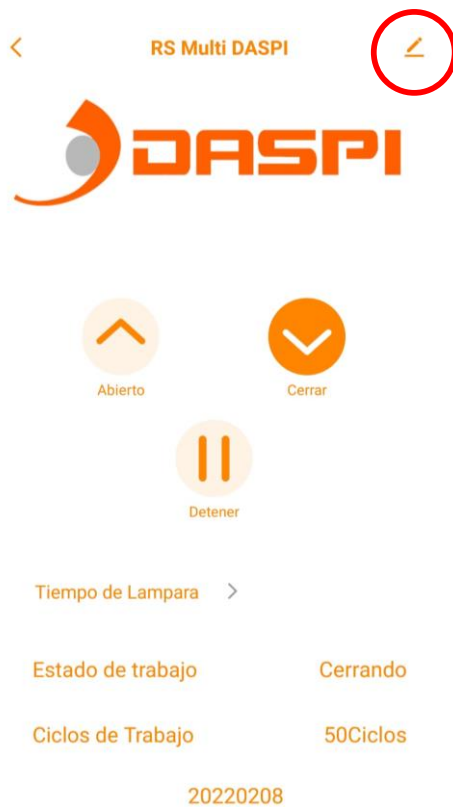 RS Multi DASPI
DASPI
Abierto
Cerrar
Detener
Tiempo de Lampara
Estado de trabajo Cerrando
Ciclos de Trabajo 50Ciclos
20220208